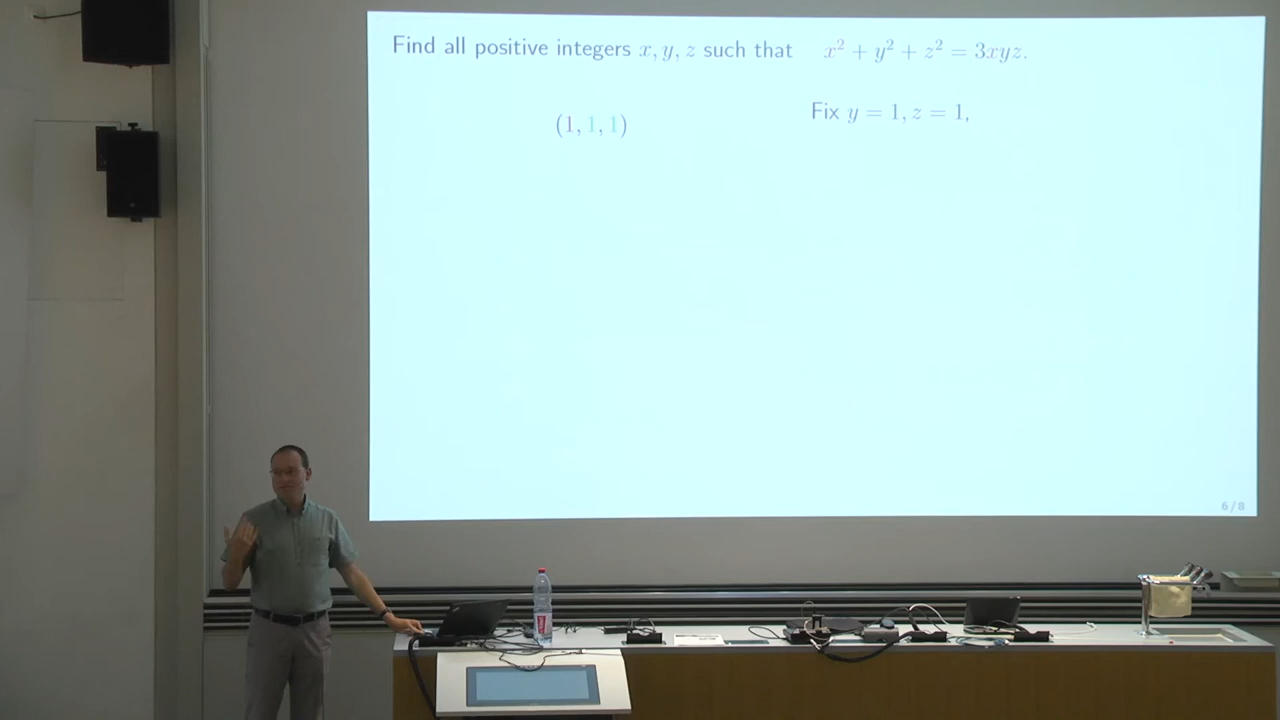 Find all positive integers x, y, z such that x² + y² + z² = 3xyz.
(1, 1, 1)
Fix y = 1, z = 1,
6/8